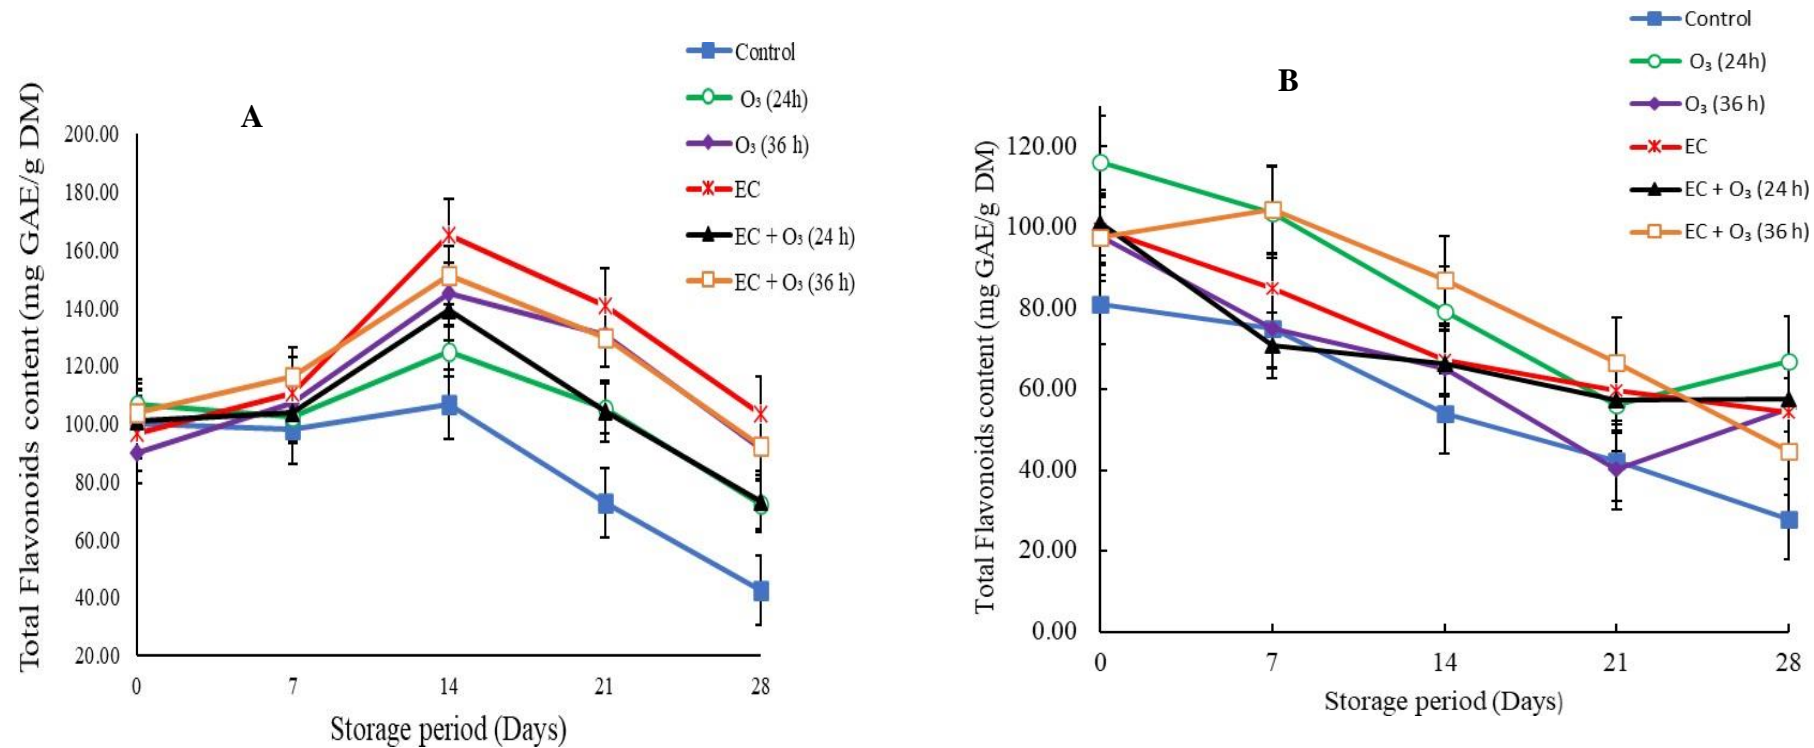 A
Total Flavonoids content (mg GAE/g DM)
200.00
180.00
160.00
140.00
120.00
100.00
80.00
60.00
40.00
20.00
0 7 14 21 28
Storage period (Days)
Control
O₃ (24h)
O₃ (36 h)
EC
EC + O₃ (24 h)
EC + O₃ (36 h)
B
Total Flavonoids content (mg GAE/g DM)
120.00
100.00
80.00
60.00
40.00
20.00
0.00
0 7 14 21 28
Storage period (Days)
Control
O₃ (24h)
O₃ (36 h)
EC
EC + O₃ (24 h)
EC + O₃ (36 h)